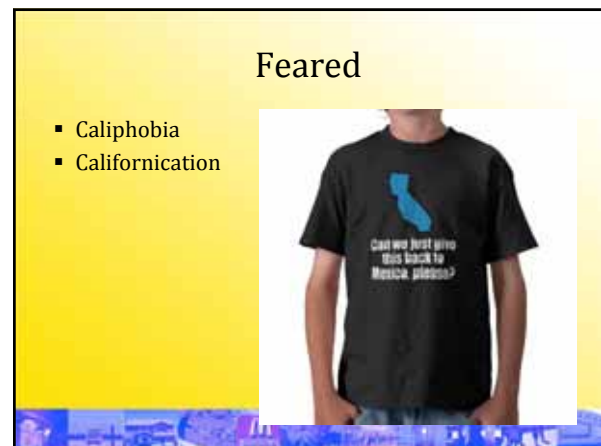 Feared
▪ Caliphobia
▪ Californication
Can we just give
this back to
Mexico, please?